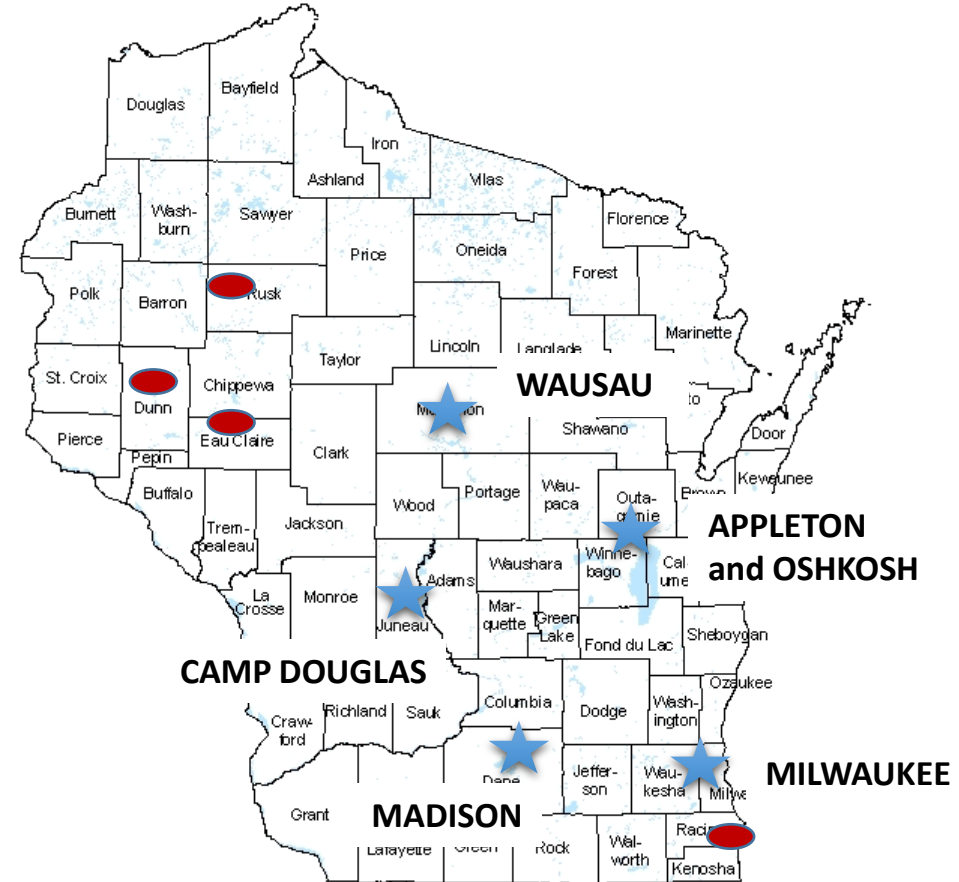 Bayfield
Douglas
Iron
Ashland
Vilas
Burnett
Wash-
burn
Sawyer
Florence
Price
Oneida
Forest
Polk
Barron
Rusk
Marinette
Lincoln
Langlade
Taylor
St. Croix
Chippewa
WAUSAU
Dunn
Shawano
Door
Pierce
Eau Claire
Clark
Pepin
Kewaunee
Buffalo
Wood
Portage
Wau-
paca
Outa-
gamie
Brown
Trem-
pealeau
Jackson
APPLETON
and OSHKOSH
Waushara
Winne-
bago
Cal
ume
Adams
La
Crosse
Monroe
Juneau
Mar-
quette
Green
Lake
Fond du Lac
Sheboygan
CAMP DOUGLAS
Ozaukee
Columbia
Dodge
Wash-
ington
Richland
Sauk
Craw-
ford
Dane
Jeffer-
son
Wau-
kesha
MILWAUKEE
Grant
MADISON
Lafayette
Green
Rock
Wal-
worth
Kenosha